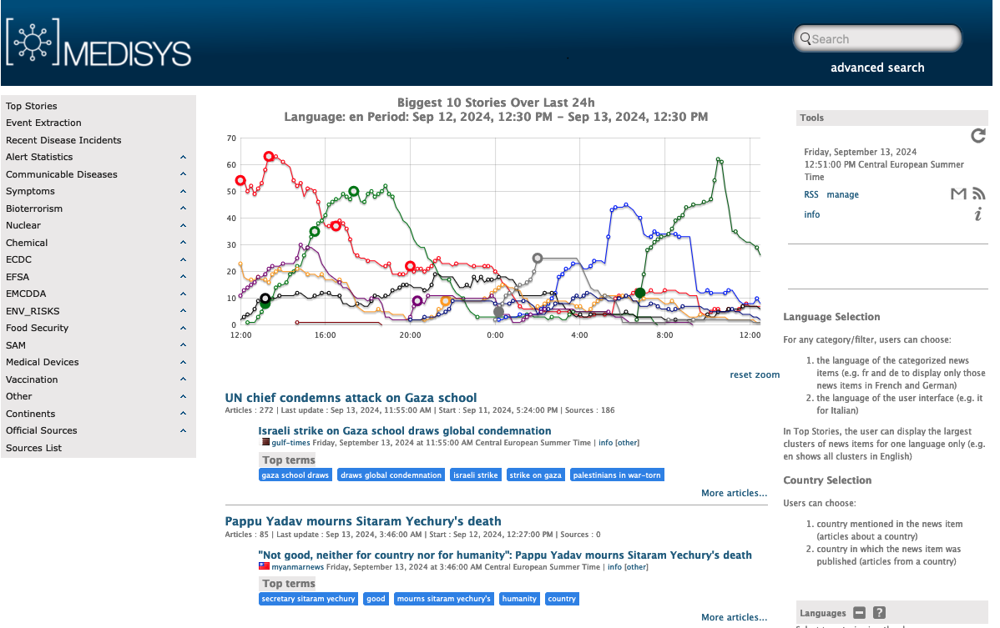 MEDISYS
Search
advanced search
Top Stories
Event Extraction
Recent Disease Incidents
Alert Statistics
Communicable Diseases
Symptoms
Bioterrorism
Nuclear
Chemical
ECDC
EFSA
EMCDDA
ENV_RISKS
Food Security
SAM
Medical Devices
Vaccination
Other
Continents
Official Sources
Sources List
Biggest 10 Stories Over Last 24h
Language: en Period: Sep 12, 2024, 12:30 PM - Sep 13, 2024, 12:30 PM
70
60
50
40
30
20
10
0
12:00 16:00 20:00 0:00 4:00 8:00 12:00
reset zoom
UN chief condemns attack on Gaza school
Articles : 272 | Last update : Sep 13, 2024, 11:55:00 AM | Start : Sep 11, 2024, 5:24:00 PM | Sources : 186
Israeli strike on Gaza school draws global condemnation
gulf-times Friday, September 13, 2024 at 11:55:00 AM Central European Summer Time | info [other]
Top terms
gaza school draws draws global condemnation israeli strike strike on gaza palestinians in war-torn
More articles...
Pappu Yadav mourns Sitaram Yechury's death
Articles : 85 | Last update : Sep 13, 2024, 3:46:00 AM | Start : Sep 12, 2024, 12:27:00 PM | Sources : 0
"Not good, neither for country nor for humanity": Pappu Yadav mourns Sitaram Yechury's death
myanmarnews Friday, September 13, 2024 at 3:46:00 AM Central European Summer Time | info [other]
Top terms
secretary sitaram yechury good mourns sitaram yechury's humanity country
More articles...
Tools
Friday, September 13, 2024
12:51:00 PM Central European Summer
Time
RSS manage
info
Language Selection
For any category/filter, users can choose:
1. the language of the categorized news
items (e.g. fr and de to display only those
news items in French and German)
2. the language of the user interface (e.g. it
for Italian)
In Top Stories, the user can display the largest
clusters of news items for one language only (e.g.
en shows all clusters in English)
Country Selection
Users can choose:
1. country mentioned in the news item
(articles about a country)
2. country in which the news item was
published (articles from a country)
Languages